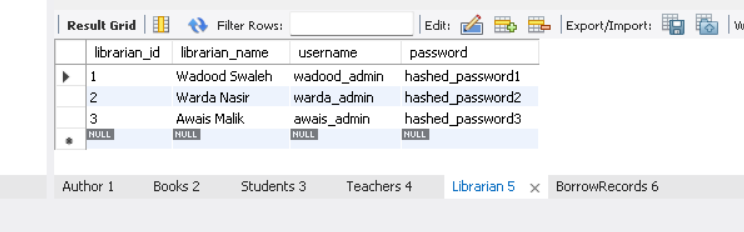 Result Grid Filter Rows: Edit: Export/Import:
librarian_id librarian_name username password
1 Wadood Swaleh wadood_admin hashed_password1
2 Warda Nasir warda_admin hashed_password2
3 Awais Malik awais_admin hashed_password3
NULL NULL NULL NULL
Author 1 Books 2 Students 3 Teachers 4 Librarian 5 BorrowRecords 6